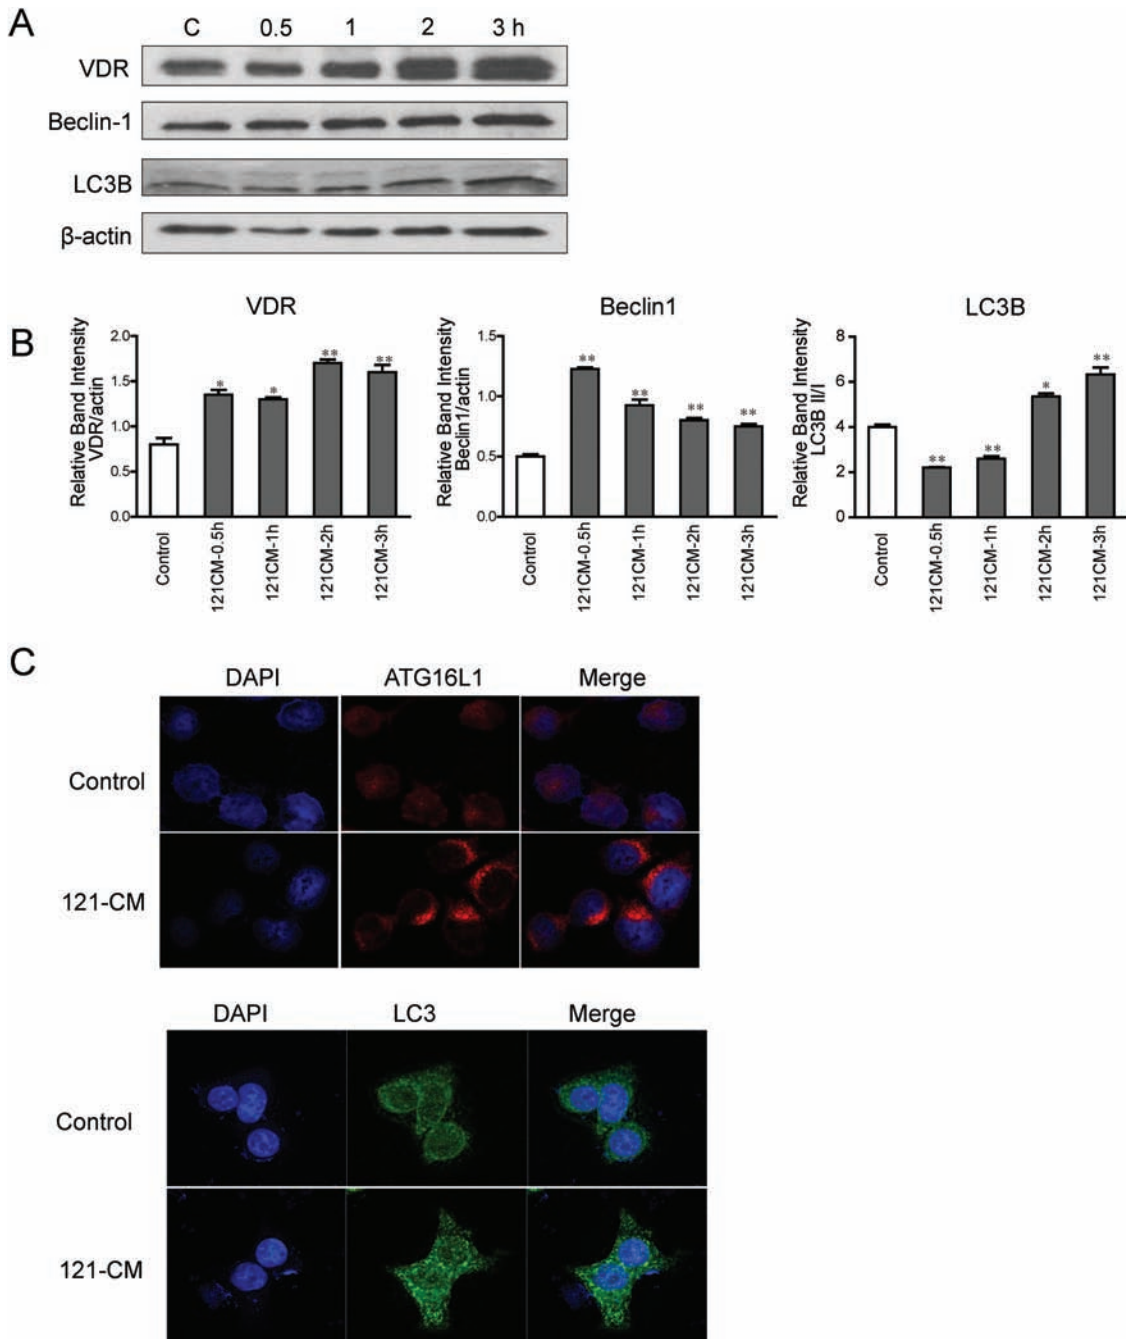 A
C 0.5 1 2 3 h
VDR
Beclin-1
LC3B
β-actin
B
VDR
Relative Band Intensity
VDR/actin
2.0
1.5
1.0
0.5
0.0
*
*
**
**
Control
121CM-0.5h
121CM-1h
121CM-2h
121CM-3h
Beclin1
Relative Band Intensity
Beclin1/actin
1.5
1.0
0.5
0.0
**
**
**
**
Control
121CM-0.5h
121CM-1h
121CM-2h
121CM-3h
LC3B
Relative Band Intensity
LC3B II/I
8
6
4
2
0
**
**
*
**
Control
121CM-0.5h
121CM-1h
121CM-2h
121CM-3h
C
DAPI ATG16L1 Merge
Control
121-CM
DAPI LC3 Merge
Control
121-CM